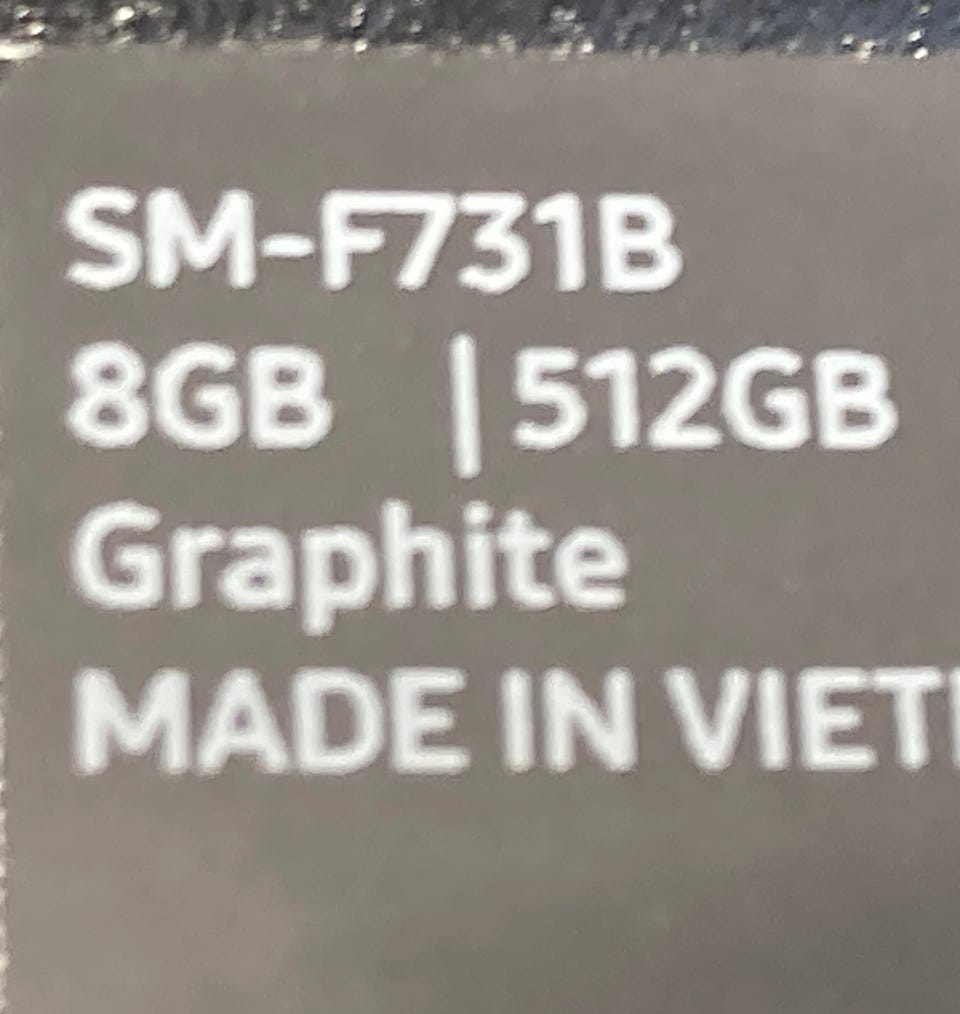 SM-F731B
8GB | 512GB
Graphite
MADE IN VIET